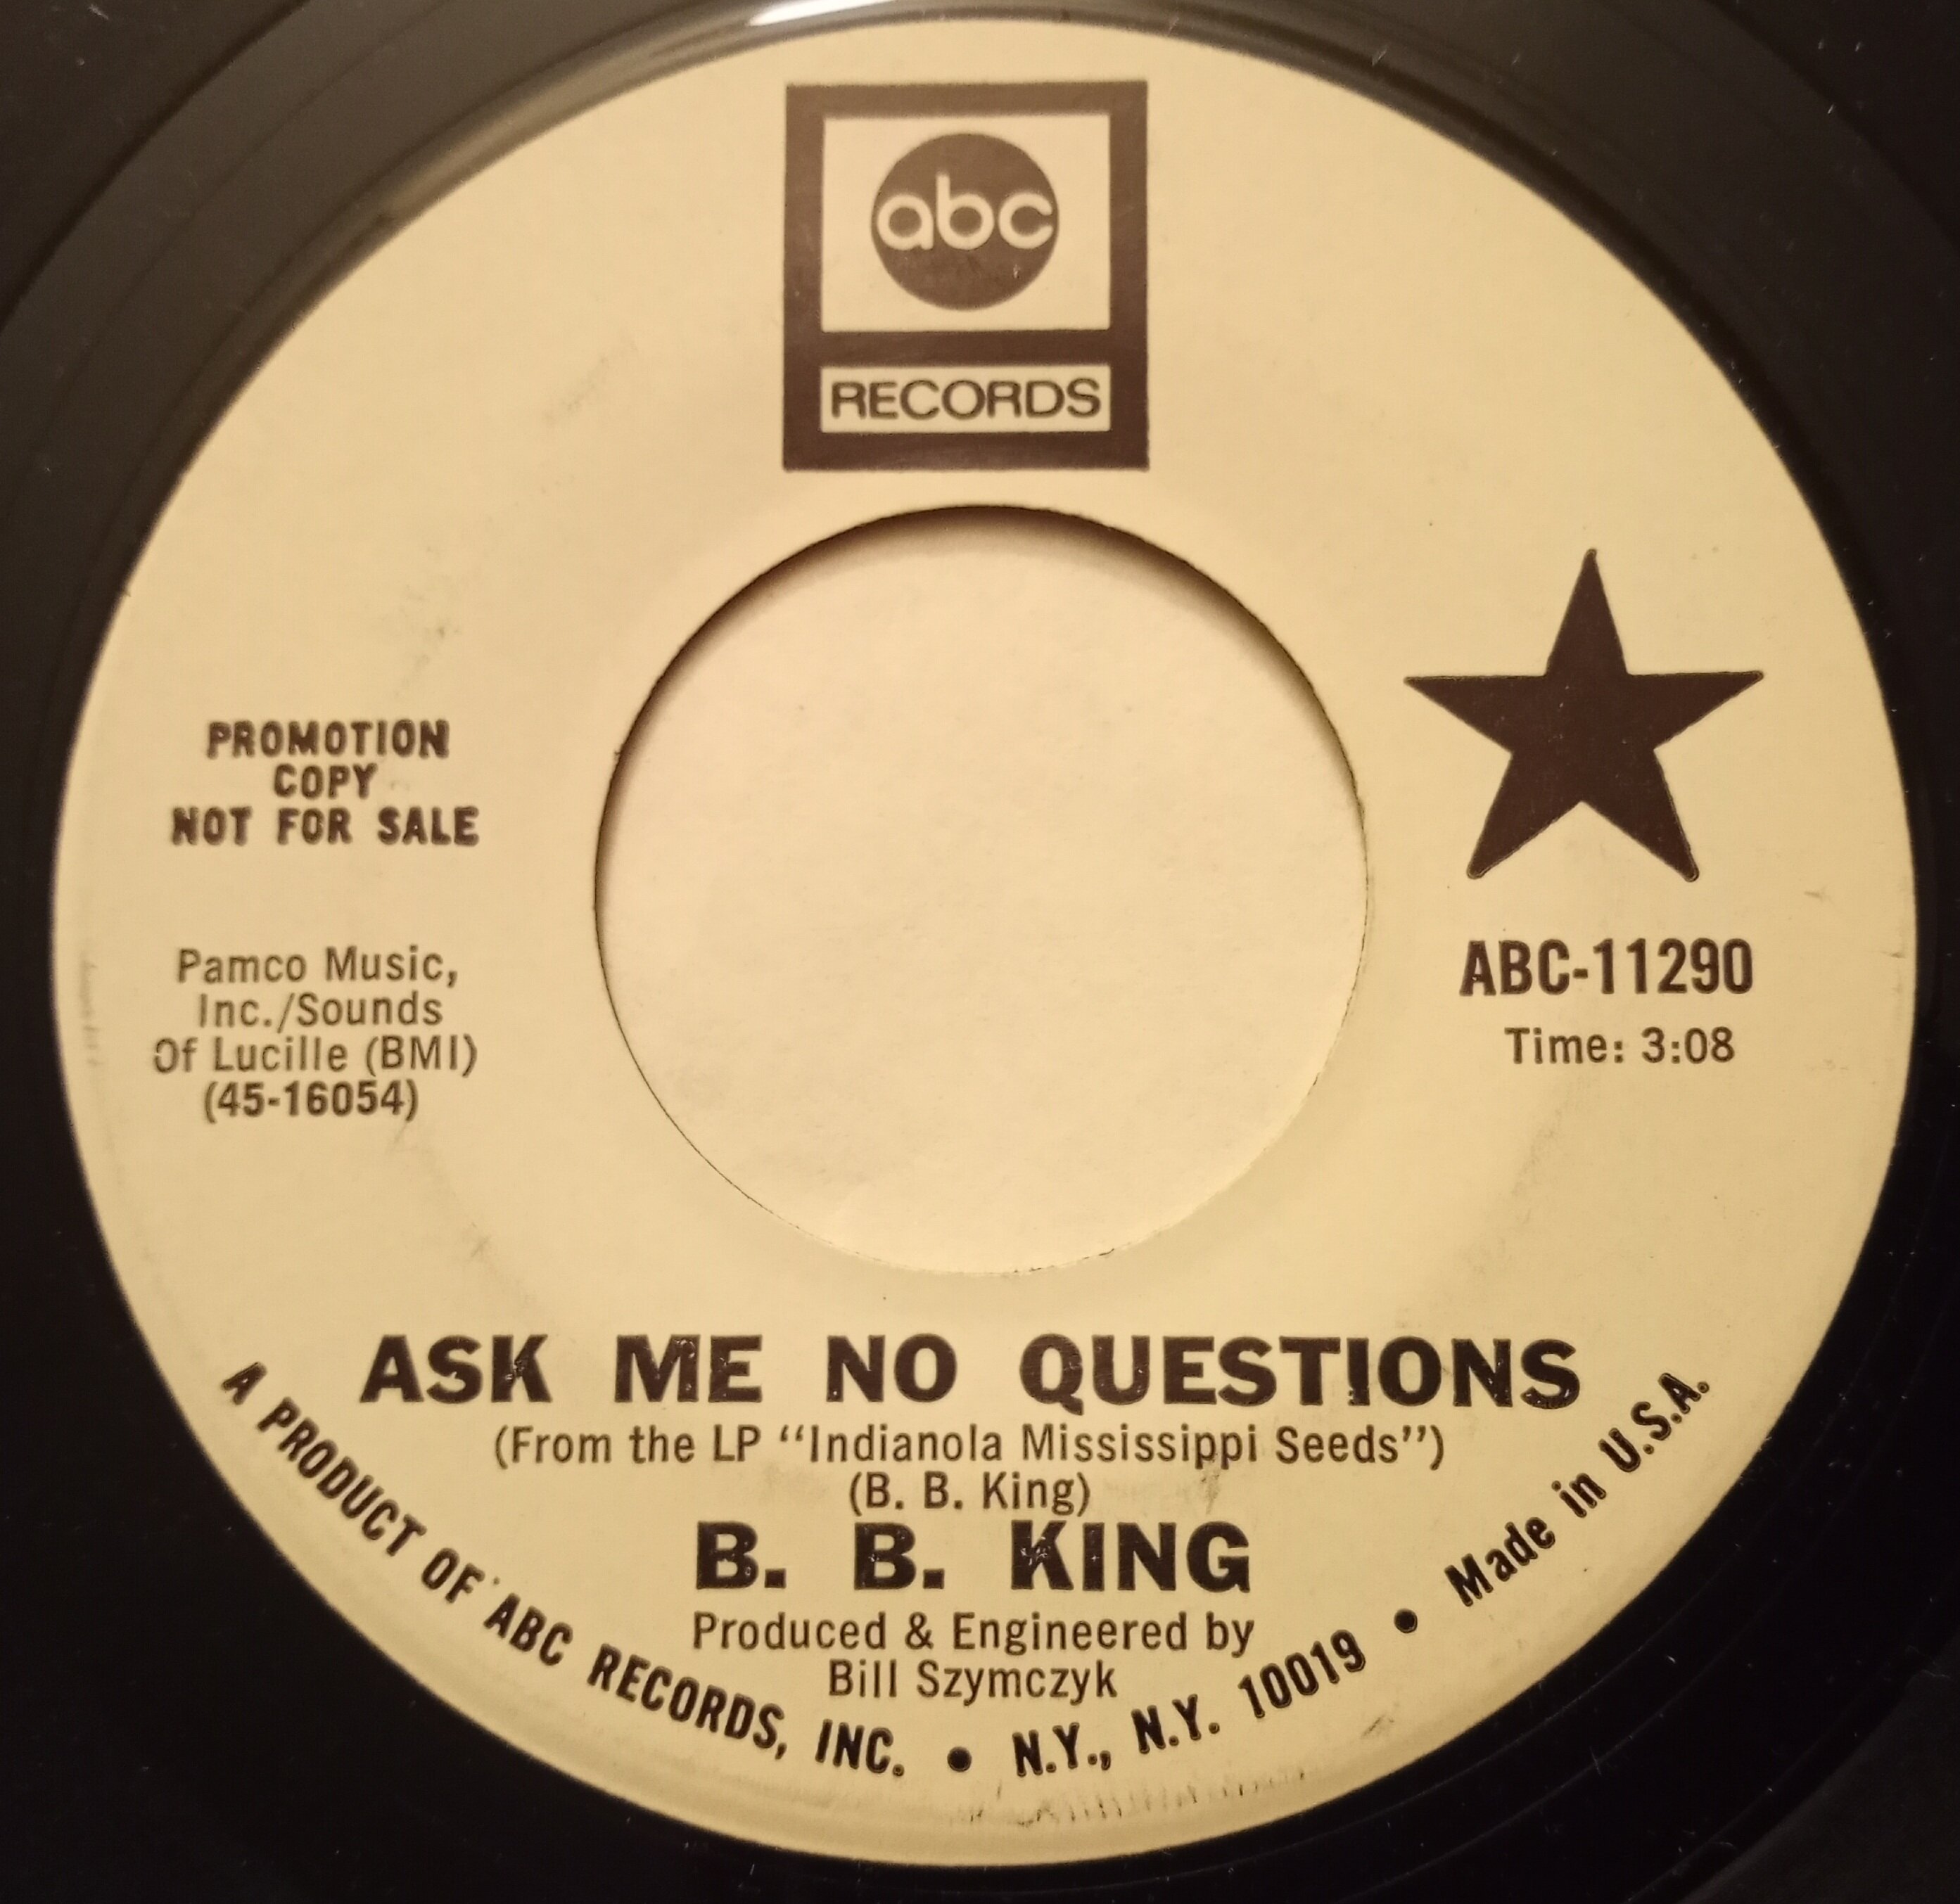 abc
RECORDS
PROMOTION
COPY
NOT FOR SALE
Pamco Music,
Inc./Sounds
Of Lucille (BMI)
(45-16054)
ABC-11290
Time: 3:08
ASK ME NO QUESTIONS
(From the LP “Indianola Mississippi Seeds”)
(B. B. King)
B. B. KING
Produced & Engineered by
Bill Szymczyk
A PRODUCT OF ABC RECORDS, INC. • N.Y., N.Y. 10019 • Made in U.S.A.